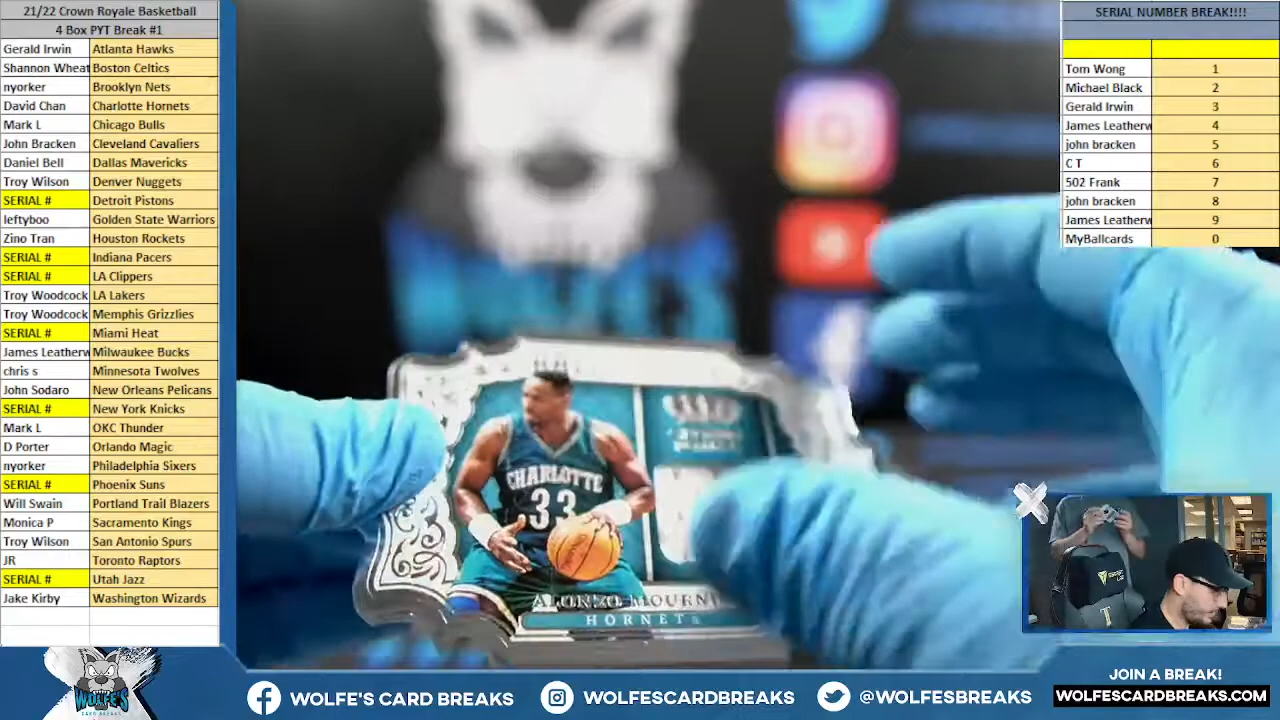 21/22 Crown Royale Basketball
4 Box PYT Break #1
Gerald Irwin Atlanta Hawks
Shannon Wheat Boston Celtics
nyorker Brooklyn Nets
David Chan Charlotte Hornets
Mark L Chicago Bulls
John Bracken Cleveland Cavaliers
Daniel Bell Dallas Mavericks
Troy Wilson Denver Nuggets
SERIAL # Detroit Pistons
leftyboo Golden State Warriors
Zino Tran Houston Rockets
SERIAL # Indiana Pacers
SERIAL # LA Clippers
Troy Woodcock LA Lakers
Troy Woodcock Memphis Grizzlies
SERIAL # Miami Heat
James Leatherw Milwaukee Bucks
chris s Minnesota Twolves
John Sodaro New Orleans Pelicans
SERIAL # New York Knicks
Mark L OKC Thunder
D Porter Orlando Magic
nyorker Philadelphia Sixers
SERIAL # Phoenix Suns
Will Swain Portland Trail Blazers
Monica P Sacramento Kings
Troy Wilson San Antonio Spurs
JR Toronto Raptors
SERIAL # Utah Jazz
Jake Kirby Washington Wizards
SERIAL NUMBER BREAK!!!!
Tom Wong 1
Michael Black 2
Gerald Irwin 3
James Leatherw 4
john bracken 5
C T 6
502 Frank 7
john bracken 8
James Leatherw 9
MyBallcards 0
CHARLOTTE
33
ALONZO MOURN
HORNETS
WOLFE'S
CARD BREAKS
WOLFE'S CARD BREAKS
WOLFESCARDBREAKS
@WOLFESBREAKS
JOIN A BREAK!
WOLFESCARDBREAKS.COM